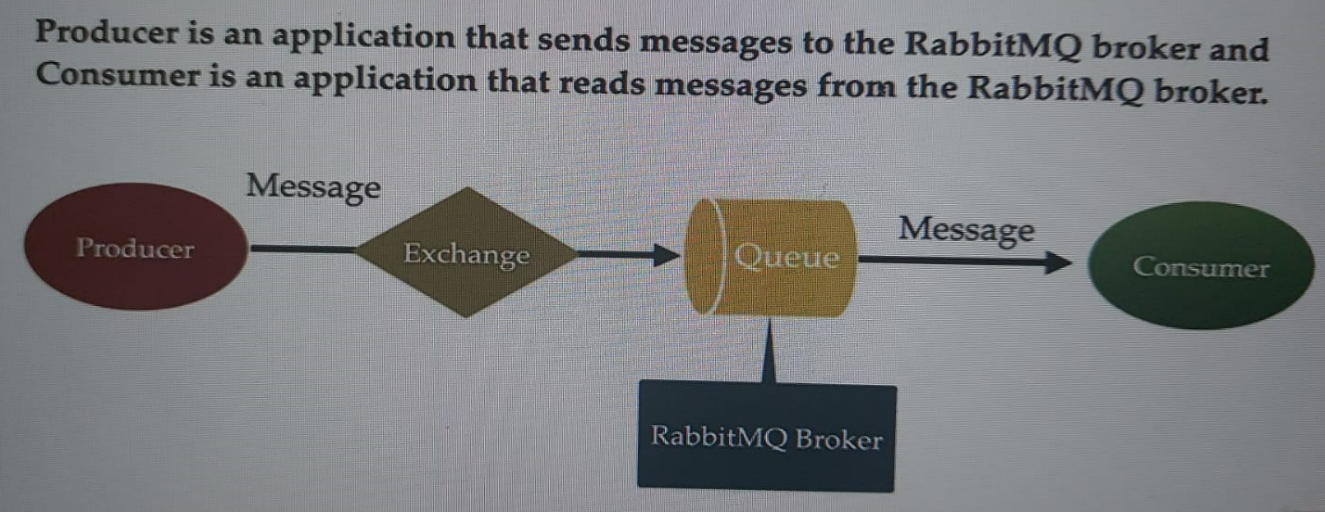 Producer is an application that sends messages to the RabbitMQ broker and
Consumer is an application that reads messages from the RabbitMQ broker.
Message
Producer
Exchange
Queue
Message
Consumer
RabbitMQ Broker